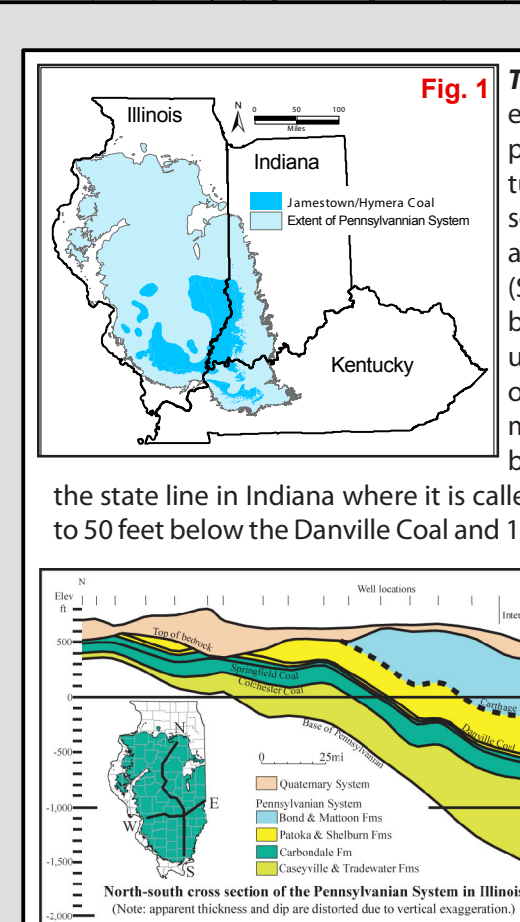 Fig. 1
Illinois
N
0 50 100
Miles
Indiana
Jamestown/Hymera Coal
Extent of Pennsylvannian System
Kentucky
T
e
p
tu
s
a
(S
b
u
o
m
b
the state line in Indiana where it is calle
to 50 feet below the Danville Coal and 1
N
Elev
ft
Well locations
Inter
500
0
-500
-1,000
-1,500
-2,000
Top of bedrock
Springfield Coal
Colchester Coal
Base of Pennsylvanian
Carthage
Danville Coal
N
E
W
S
0 25mi
Quaternary System
Pennsylvanian System
Bond & Mattoon Fms
Patoka & Shelburn Fms
Carbondale Fm
Caseyville & Tradewater Fms
North-south cross section of the Pennsylvanian System in Illinois
(Note: apparent thickness and dip are distorted due to vertical exaggeration.)